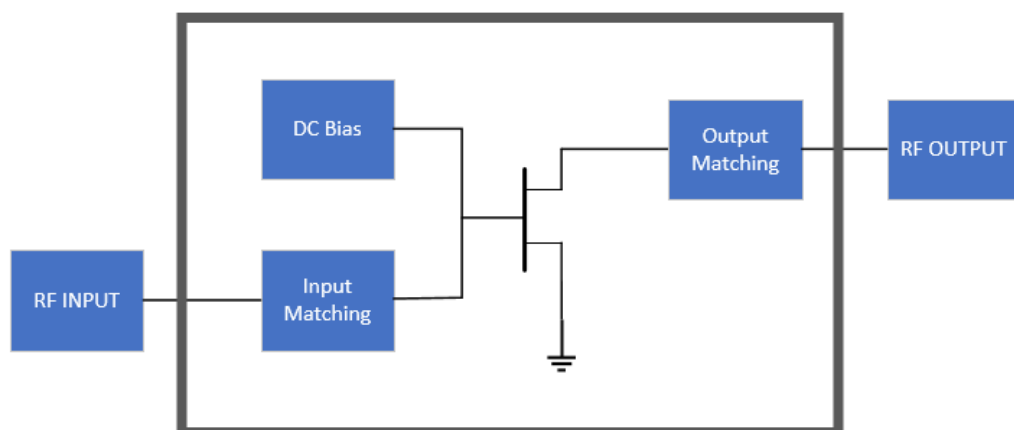 DC Bias
Output
Matching
RF OUTPUT
RF INPUT
Input
Matching